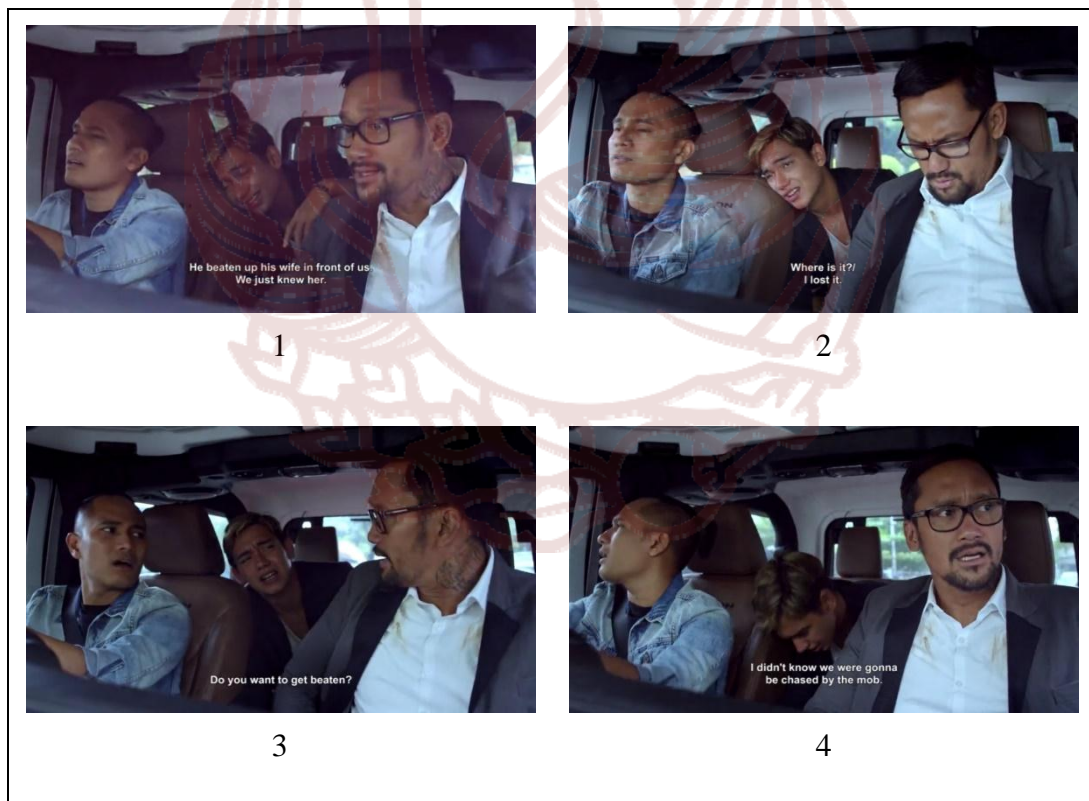 He beaten up his wife in front of us
We just knew her.
Where is it?/
I lost it.
1
2
Do you want to get beaten?
I didn't know we were gonna
be chased by the mob.
3
4